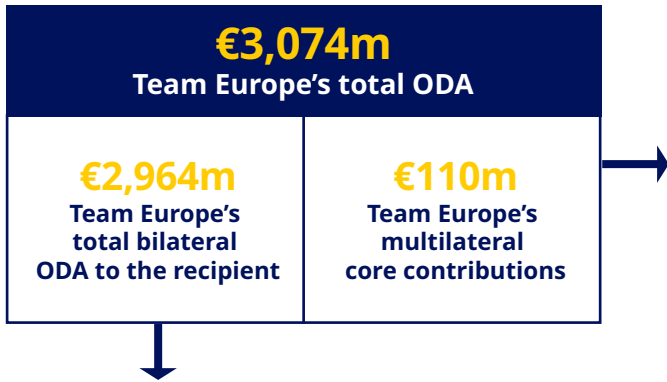 €3,074m
Team Europe’s total ODA
€2,964m
Team Europe’s
total bilateral
ODA to the recipient
€110m
Team Europe’s
multilateral
core contributions